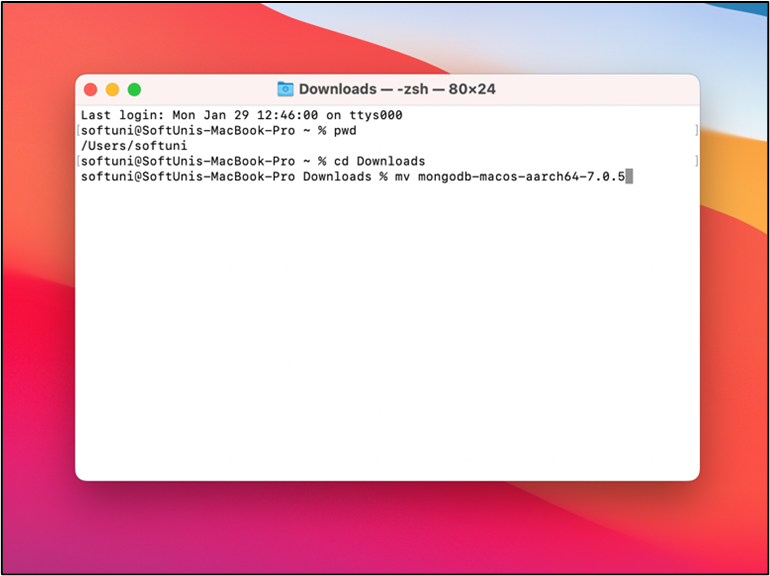 Downloads — -zsh — 80×24
Last login: Mon Jan 29 12:46:00 on ttys000
[softuni@SoftUnis-MacBook-Pro ~ % pwd ]
/Users/softuni
[softuni@SoftUnis-MacBook-Pro ~ % cd Downloads ]
softuni@SoftUnis-MacBook-Pro Downloads % mv mongodb-macos-aarch64-7.0.5